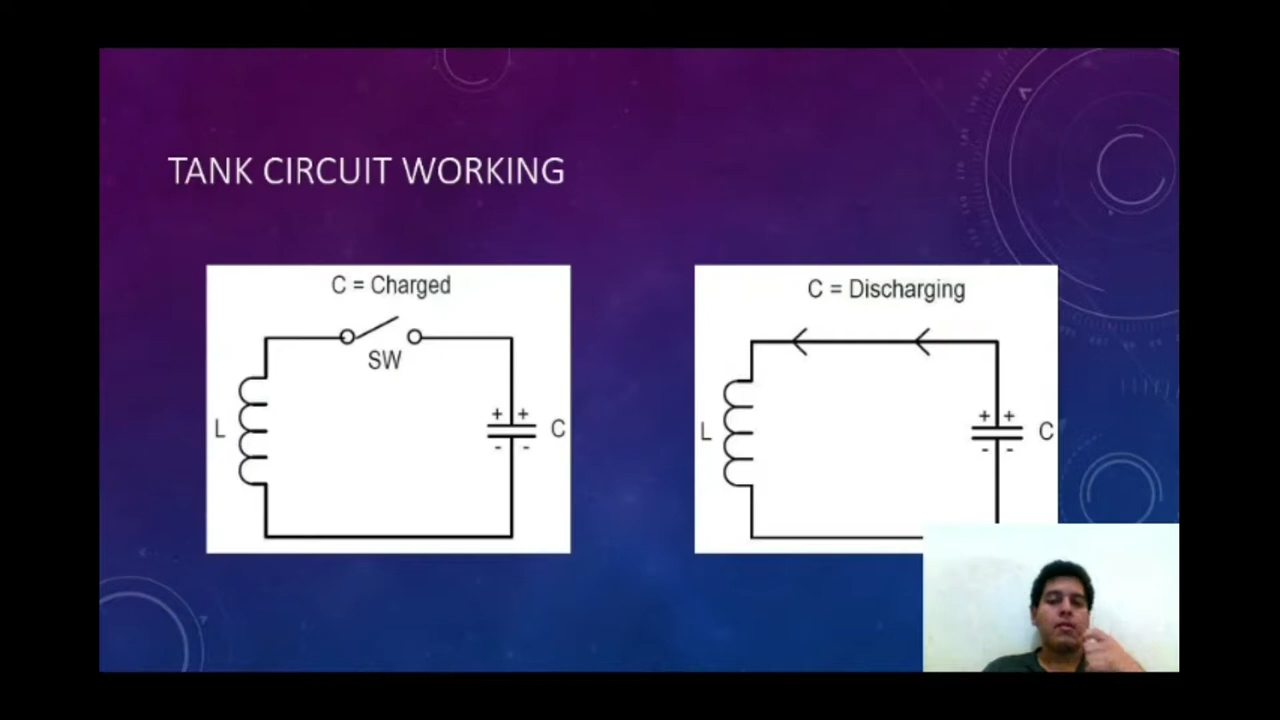 TANK CIRCUIT WORKING
C = Charged
SW
L
+ +
C
- -
C = Discharging
L
+ +
C
- -